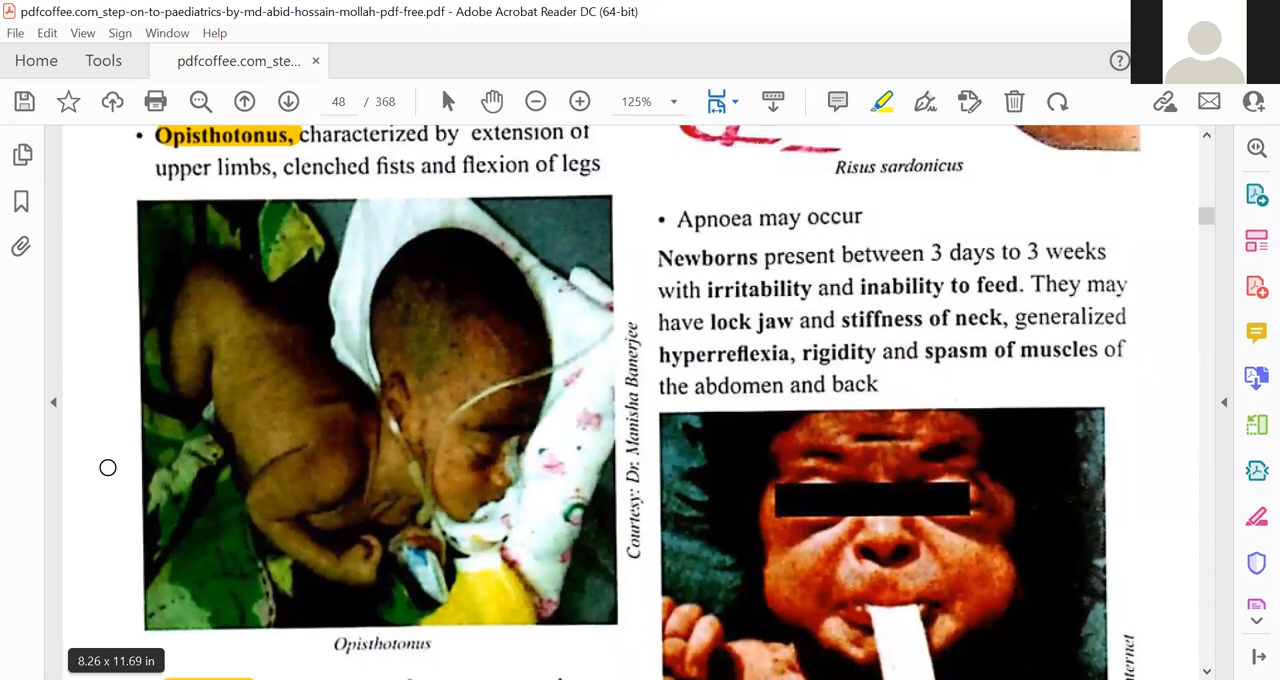 pdfcoffee.com_step-on-to-paediatrics-by-md-abid-hossain-mollah-pdf-free.pdf - Adobe Acrobat Reader DC (64-bit)
File Edit View Sign Window Help
Home Tools pdfcoffee.com_ste... ×
48 / 368 125%
• Opisthotonus, characterized by extension of
upper limbs, clenched fists and flexion of legs
Courtesy: Dr. Manisha Banerjee
Opisthotonus
Risus sardonicus
• Apnoea may occur
Newborns present between 3 days to 3 weeks
with irritability and inability to feed. They may
have lock jaw and stiffness of neck, generalized
hyperreflexia, rigidity and spasm of muscles of
the abdomen and back
8.26 x 11.69 in